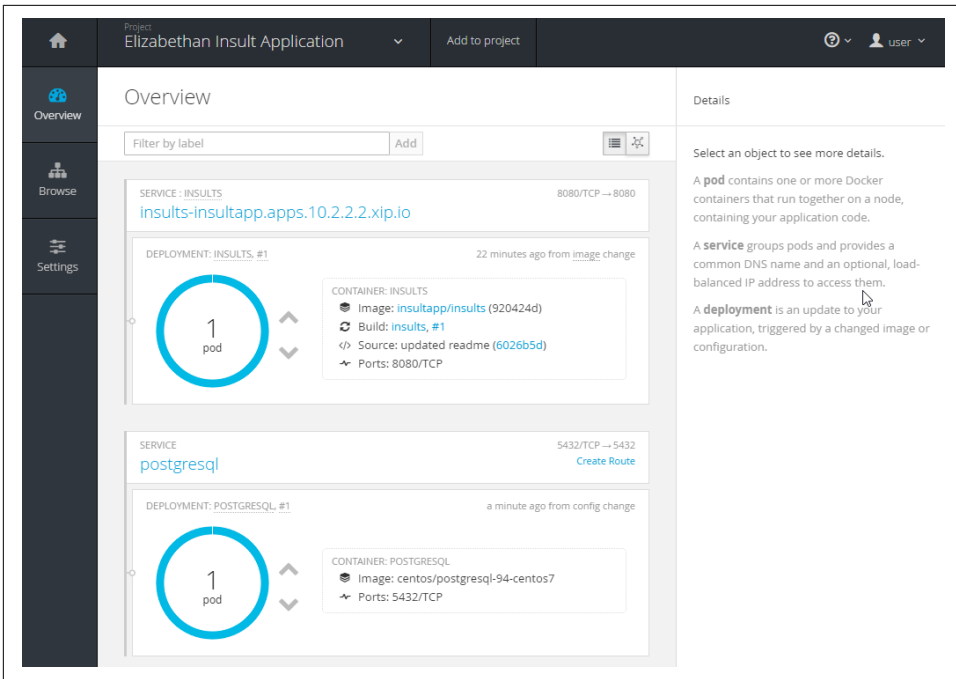 Project
Elizabethan Insult Application
Add to project
user
Overview
Browse
Settings
Overview
Filter by label
Add
SERVICE : INSULTS
8080/TCP → 8080
insults-insultapp.apps.10.2.2.2.xip.io
DEPLOYMENT: INSULTS, #1
22 minutes ago from image change
1
pod
CONTAINER: INSULTS
Image: insultapp/insults (920424d)
Build: insults, #1
</> Source: updated readme (6026b5d)
Ports: 8080/TCP
SERVICE
5432/TCP → 5432
postgresql
Create Route
DEPLOYMENT: POSTGRESQL, #1
a minute ago from config change
1
pod
CONTAINER: POSTGRESQL
Image: centos/postgresql-94-centos7
Ports: 5432/TCP
Details
Select an object to see more details.
A pod contains one or more Docker
containers that run together on a node,
containing your application code.
A service groups pods and provides a
common DNS name and an optional, load-
balanced IP address to access them.
A deployment is an update to your
application, triggered by a changed image or
configuration.